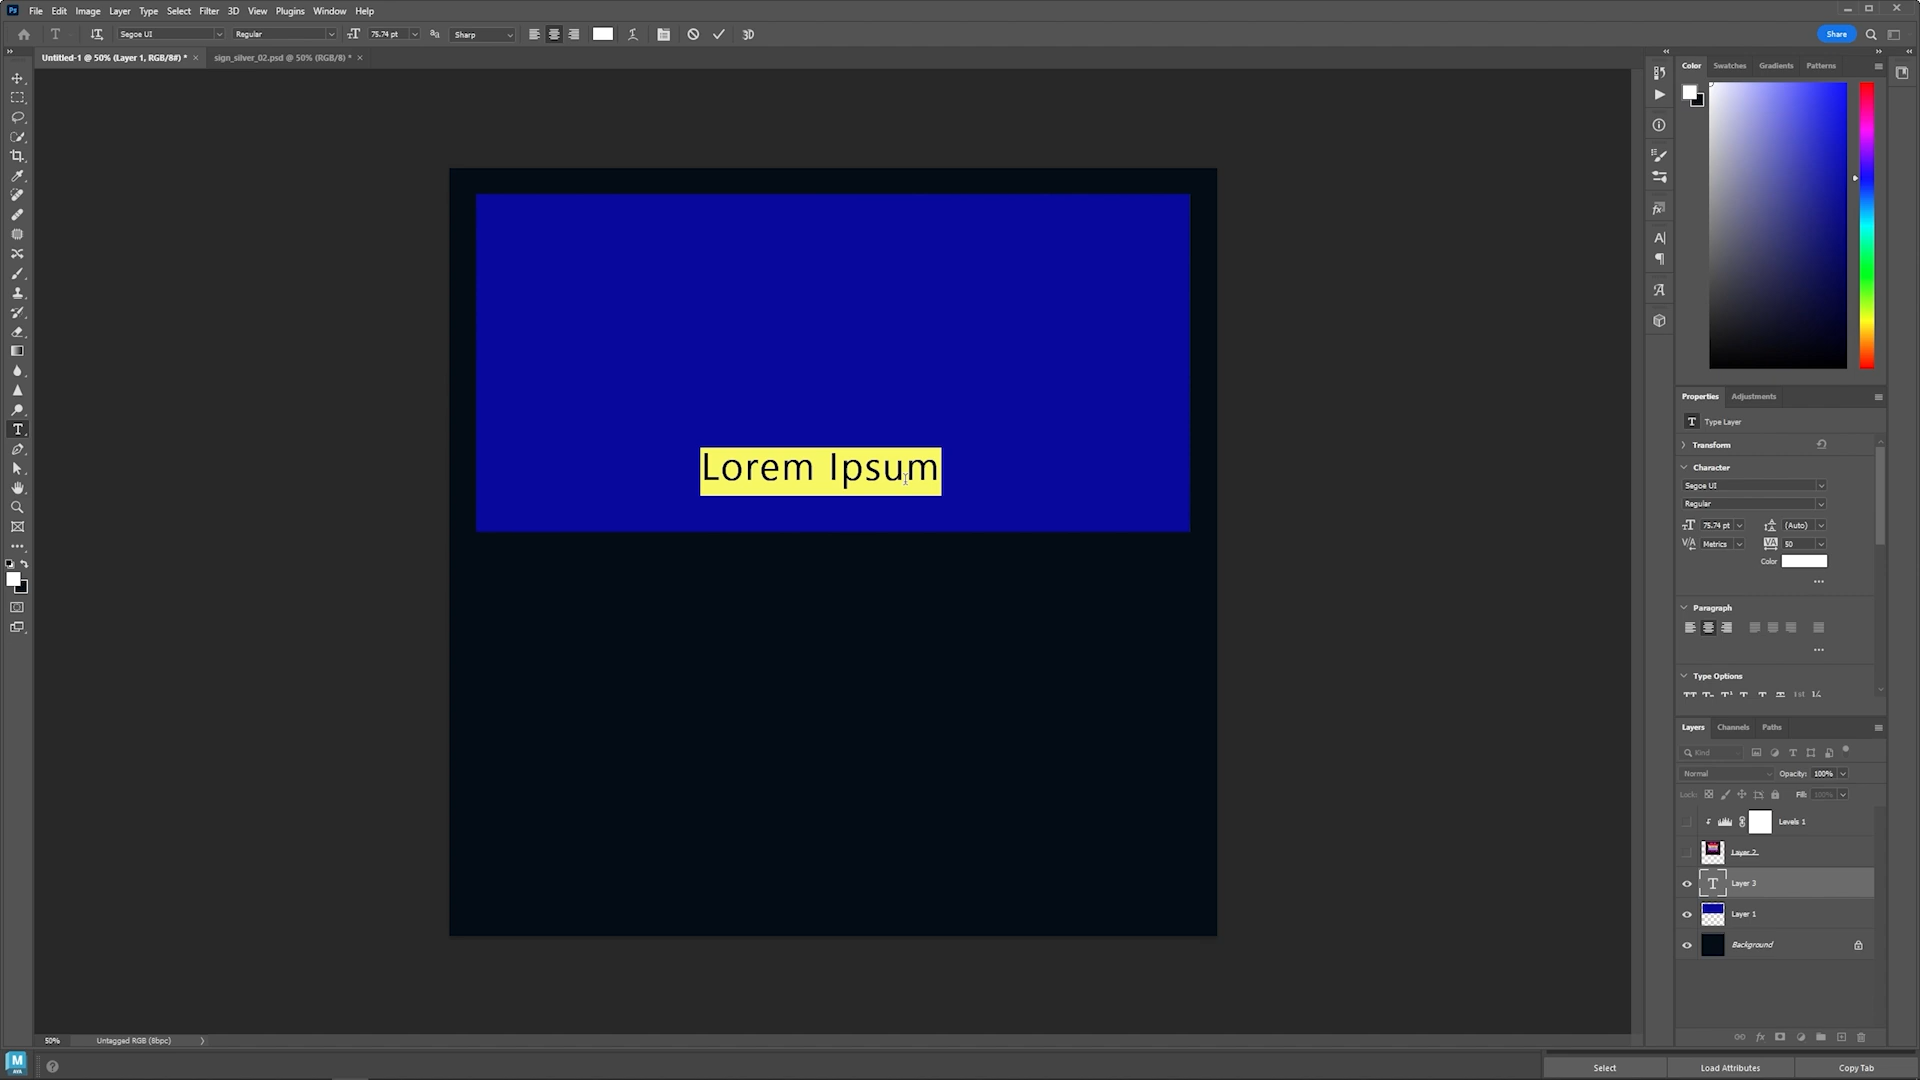 Ps File Edit Image Layer Type Select Filter 3D View Plugins Window Help
Segoe UI Regular 75.74 pt Sharp 3D Share
Untitled-1 @ 50% (Layer 1, RGB/8#) * × sign_silver_02.psd @ 50% (RGB/8) * ×
Color Swatches Gradients Patterns
Lorem Ipsum
Properties Adjustments
Type Layer
Transform
Character
Segoe UI
Regular
75.74 pt (Auto)
Metrics 50
Color
Paragraph
Type Options
Layers Channels Paths
Kind
Normal Opacity: 100%
Lock: Fill: 100%
Levels 1
Layer 2
Layer 3
Layer 1
Background
50% Untagged RGB (8bpc)
Select Load Attributes Copy Tab